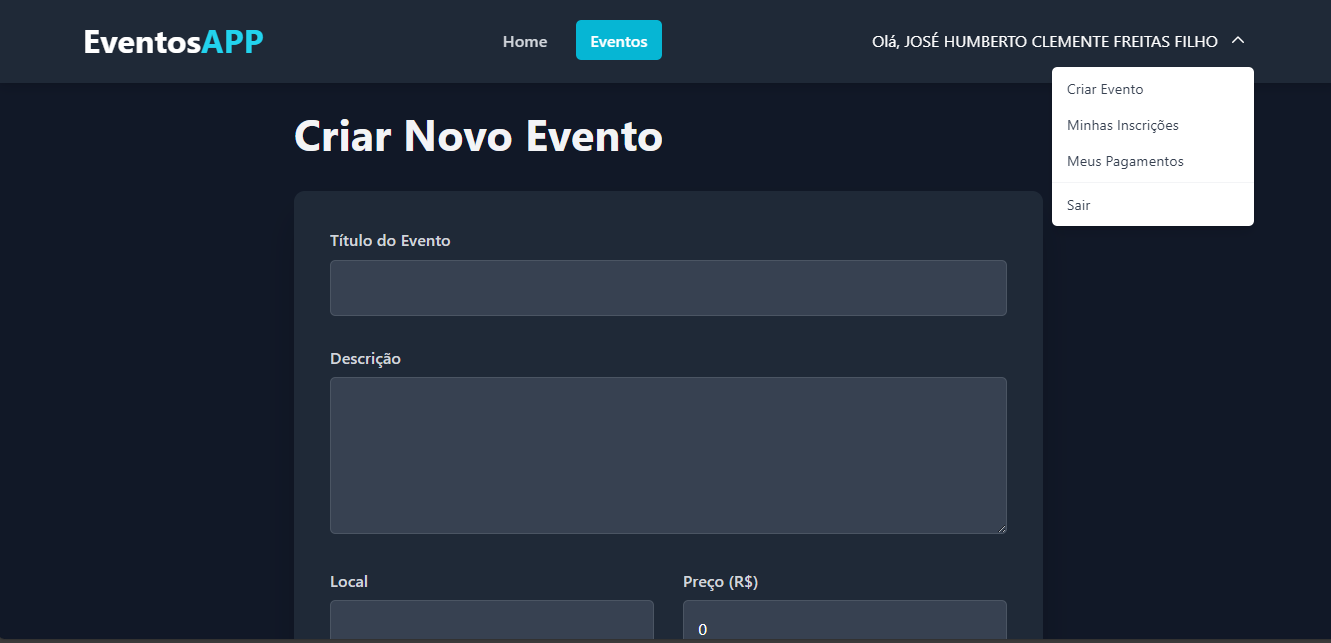 EventosAPP
Home
Eventos
Olá, JOSÉ HUMBERTO CLEMENTE FREITAS FILHO
Criar Evento
Minhas Inscrições
Meus Pagamentos
Sair
Criar Novo Evento
Título do Evento
Descrição
Local
Preço (R$)
0